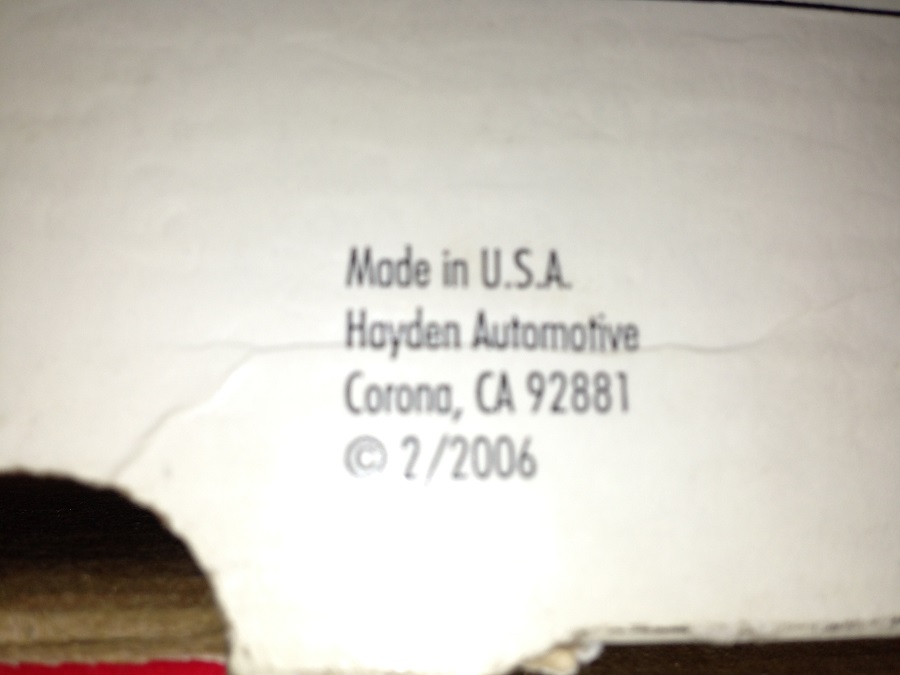 Made in U.S.A.
Hayden Automotive
Corona, CA 92881
© 2/2006